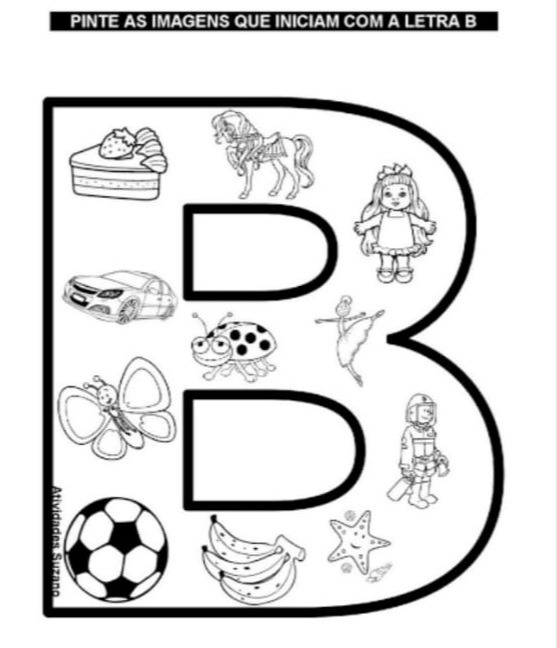 PINTE AS IMAGENS QUE INICIAM COM A LETRA B
B
Atividades Suzano